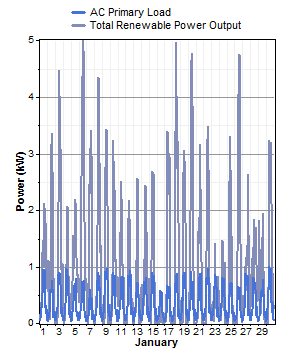 AC Primary Load
Total Renewable Power Output
Power (kW)
5
4
3
2
1
0
1 3 5 7 9 11 13 15 17 19 21 23 25 27 29
January